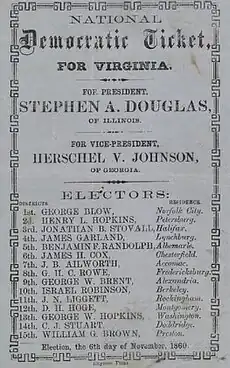 NATIONAL
Democratic Ticket,
FOR VIRGINIA.
FOR PRESIDENT,
STEPHEN A. DOUGLAS,
OF ILLINOIS.
FOR VICE-PRESIDENT,
HERSCHEL V. JOHNSON,
OF GEORGIA.
ELECTORS:
DISTRICTS RESIDENCE
1st. GEORGE BLOW, Norfolk City.
2d. HENRY L. HOPKINS, Petersburg.
3rd. JONATHAN B. STOVALL, Halifax.
4th. JAMES GARLAND, Lynchburg.
5th. BENJAMIN F. RANDOLPH, Albemarle.
6th. JAMES H. COX, Chesterfield.
7th. J. B. AILWORTH, Accomac.
8th. G. H. C. ROWE, Fredericksburg.
9th. GEORGE W. BRENT, Alexandria.
10th. ISRAEL ROBINSON, Berkeley.
11th. J. N. LIGGETT, Rockingham.
12th. D. H. HOGE, Montgomery.
13th. GEORGE W. HOPKINS, Washington.
14th. C. J. STUART, Doddridge.
15th. WILLIAM G. BROWN, Preston.
Election, the 6th day of November, 1860.